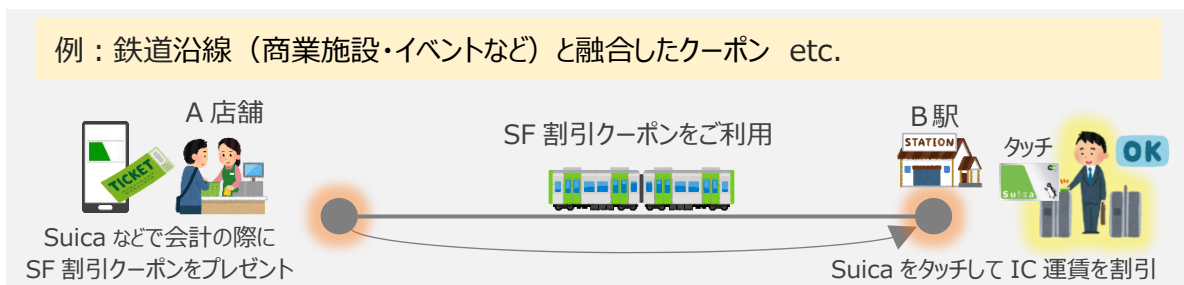 例：鉄道沿線（商業施設・イベントなど）と融合したクーポン etc.
A 店舗
TICKET
Suica などで会計の際に
SF 割引クーポンをプレゼント
SF 割引クーポンをご利用
B 駅
STATION
タッチ
Suica
OK
Suica をタッチして IC 運賃を割引